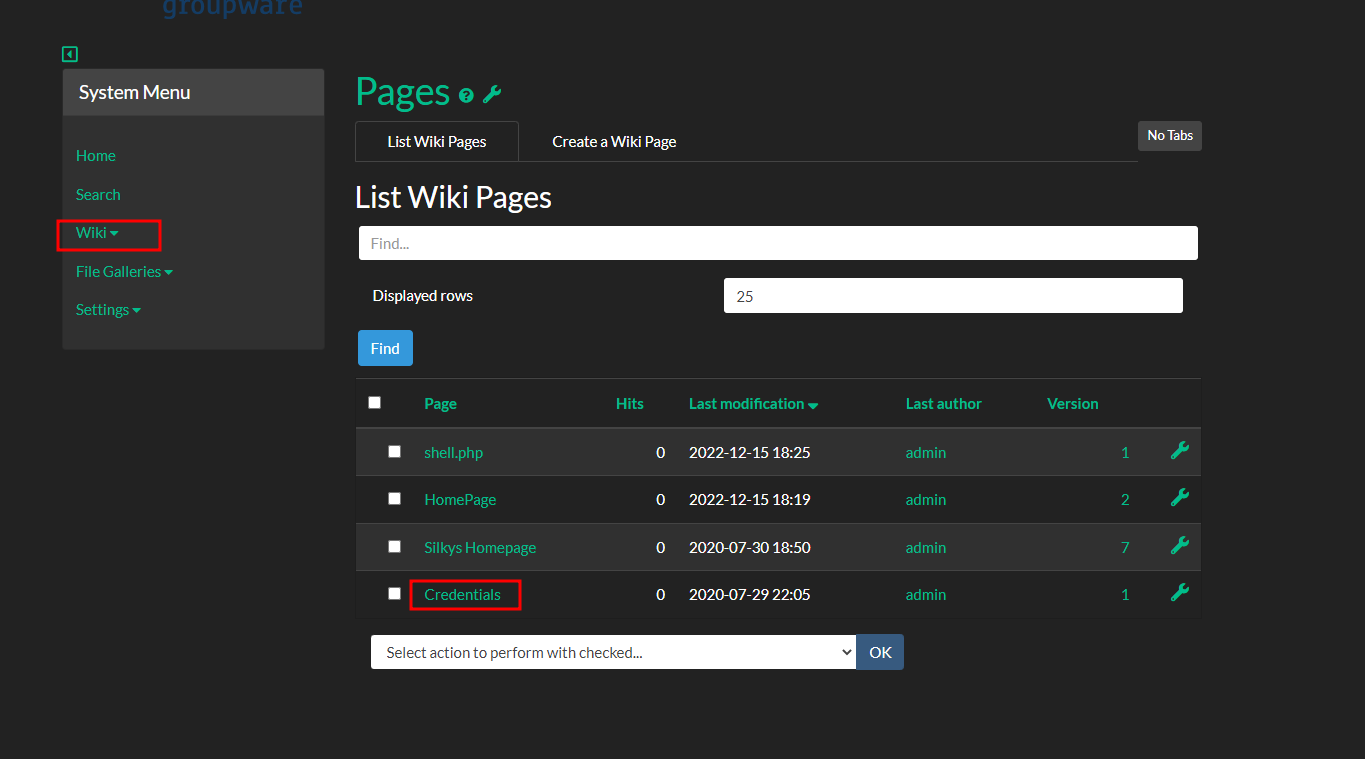 groupware
System Menu
Home
Search
Wiki
File Galleries
Settings
Pages
List Wiki Pages
Create a Wiki Page
No Tabs
List Wiki Pages
Find...
Displayed rows
25
Find
Page Hits Last modification Last author Version
shell.php 0 2022-12-15 18:25 admin 1
HomePage 0 2022-12-15 18:19 admin 2
Silkys Homepage 0 2020-07-30 18:50 admin 7
Credentials 0 2020-07-29 22:05 admin 1
Select action to perform with checked...
OK